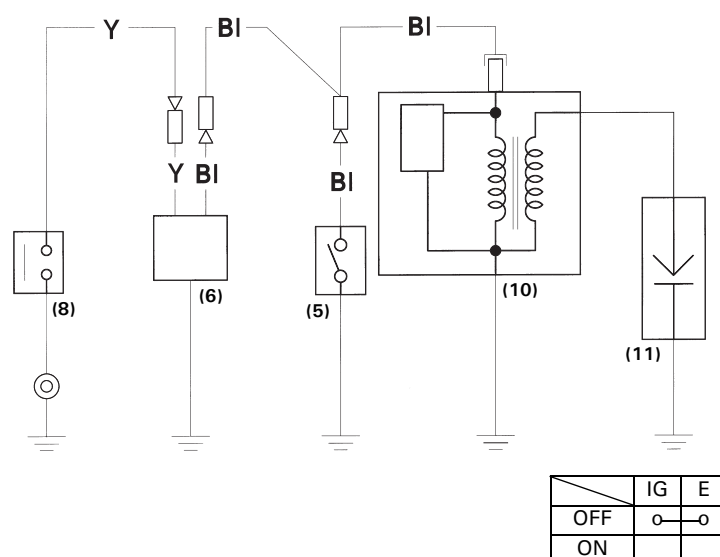 Y
Bl
Bl
Y Bl
Bl
(8)
(6)
(5)
(10)
(11)
IG E
OFF o o
ON